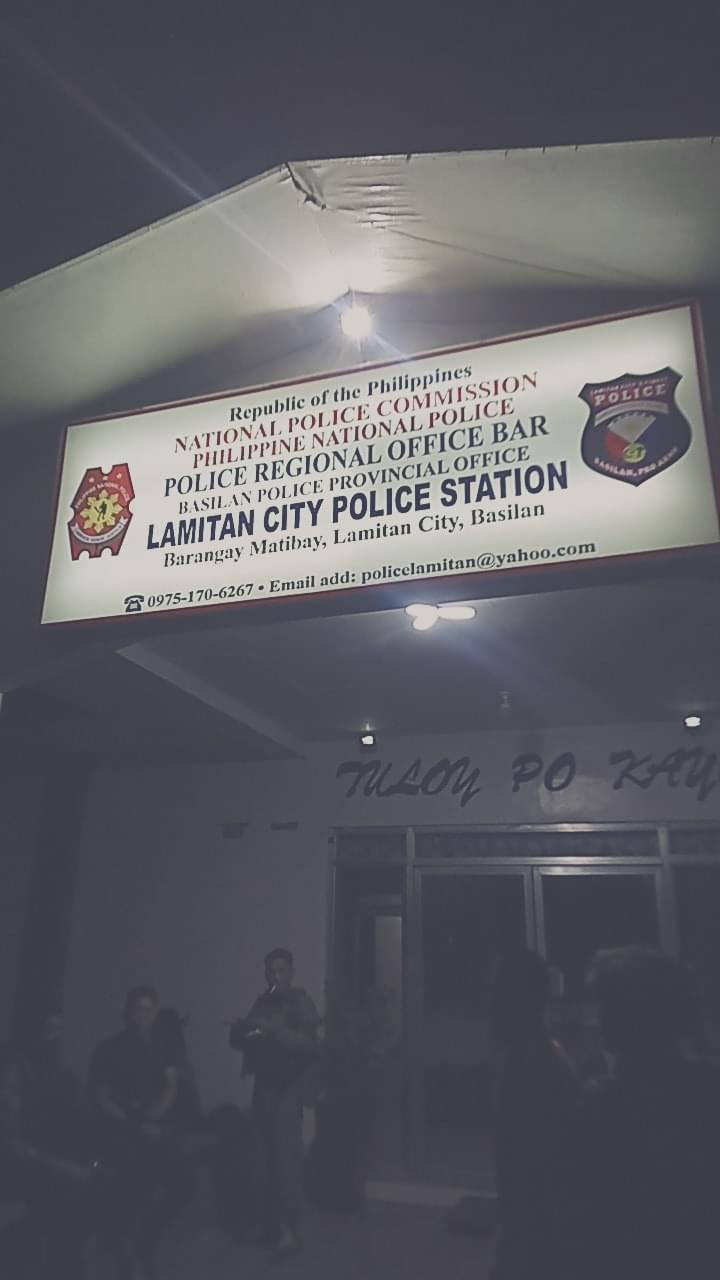 Republic of the Philippines
NATIONAL POLICE COMMISSION
PHILIPPINE NATIONAL POLICE
POLICE REGIONAL OFFICE BAR
BASILAN POLICE PROVINCIAL OFFICE
LAMITAN CITY POLICE STATION
Barangay Matibay, Lamitan City, Basilan
☎ 0975-170-6267 • Email add: policelamitan@yahoo.com
POLICE
TULOY PO KAY